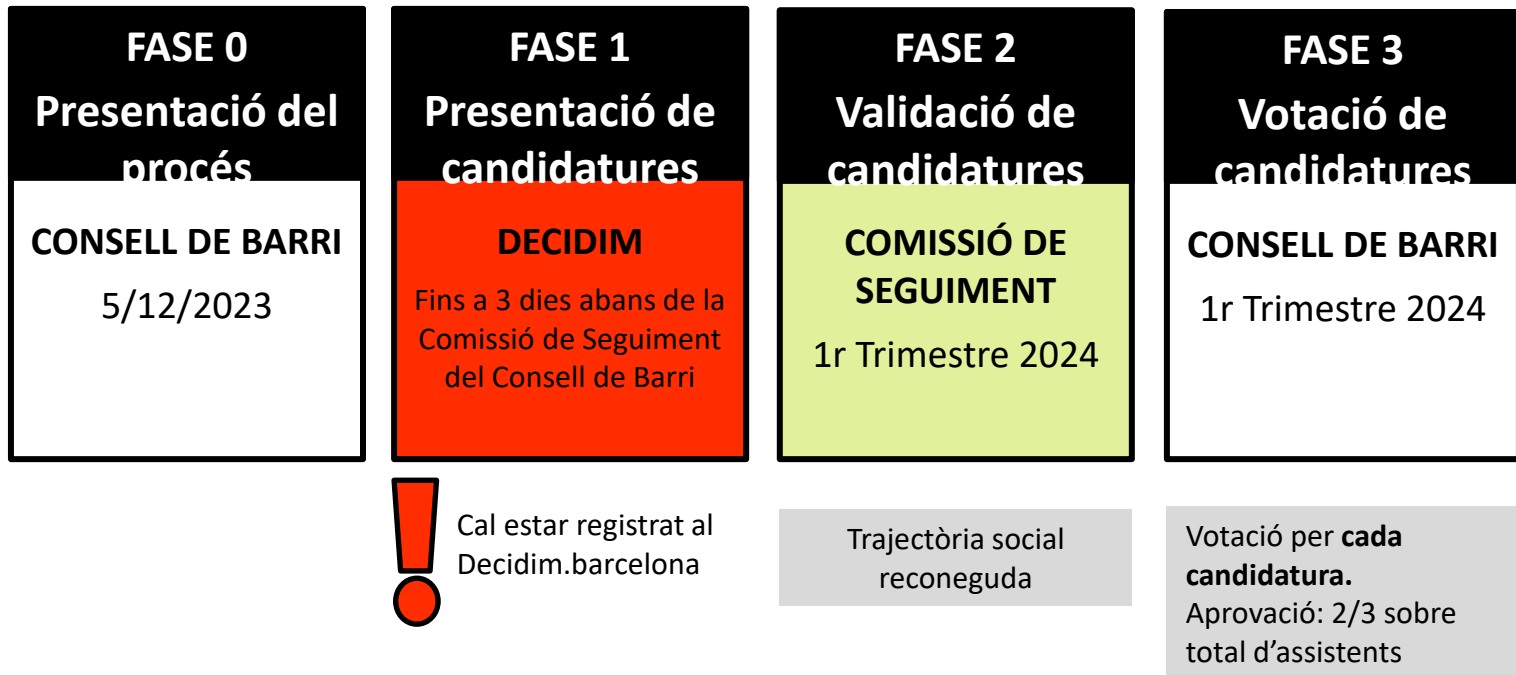 FASE 0
Presentació del
procés
CONSELL DE BARRI
5/12/2023
FASE 1
Presentació de
candidatures
DECIDIM
Fins a 3 dies abans de la
Comissió de Seguiment
del Consell de Barri
Cal estar registrat al
Decidim.barcelona
FASE 2
Validació de
candidatures
COMISSIÓ DE
SEGUIMENT
1r Trimestre 2024
Trajectòria social
reconeguda
FASE 3
Votació de
candidatures
CONSELL DE BARRI
1r Trimestre 2024
Votació per cada
candidatura.
Aprovació: 2/3 sobre
total d’assistents